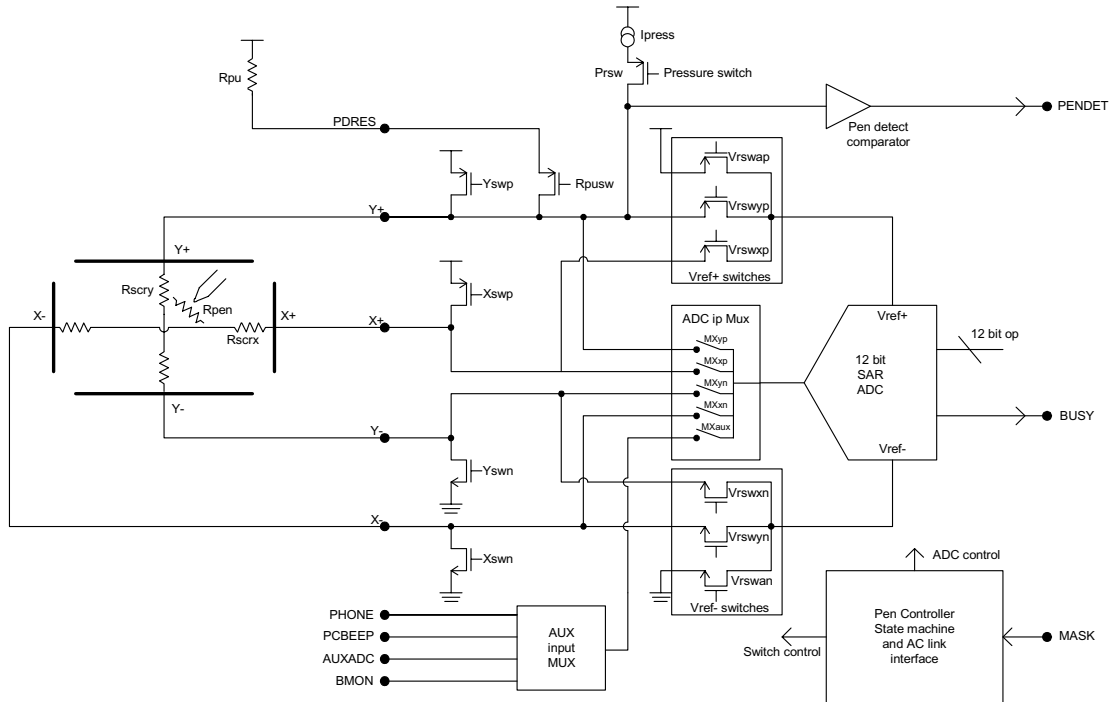 Ipress
Rpu
Prsw
Pressure switch
PDRES
PENDET
Pen detect
comparator
Yswp
Rpusw
Vrswap
Y+
Vrswyp
Y+
Vrswxp
Vref+ switches
Rscry
Rpen
Xswp
X-
X+
X+
Rscrx
ADC ip Mux
Vref+
MXyp
12 bit op
MXxp
12 bit
SAR
ADC
MXyn
Y-
MXxn
BUSY
MXaux
Y-
Vref-
Yswn
Vrswxn
X-
Vrswyn
Xswn
Vrswan
Vref- switches
ADC control
PHONE
PCBEEP
AUXADC
BMON
AUX
input
MUX
Switch control
Pen Controller
State machine
and AC link
interface
MASK